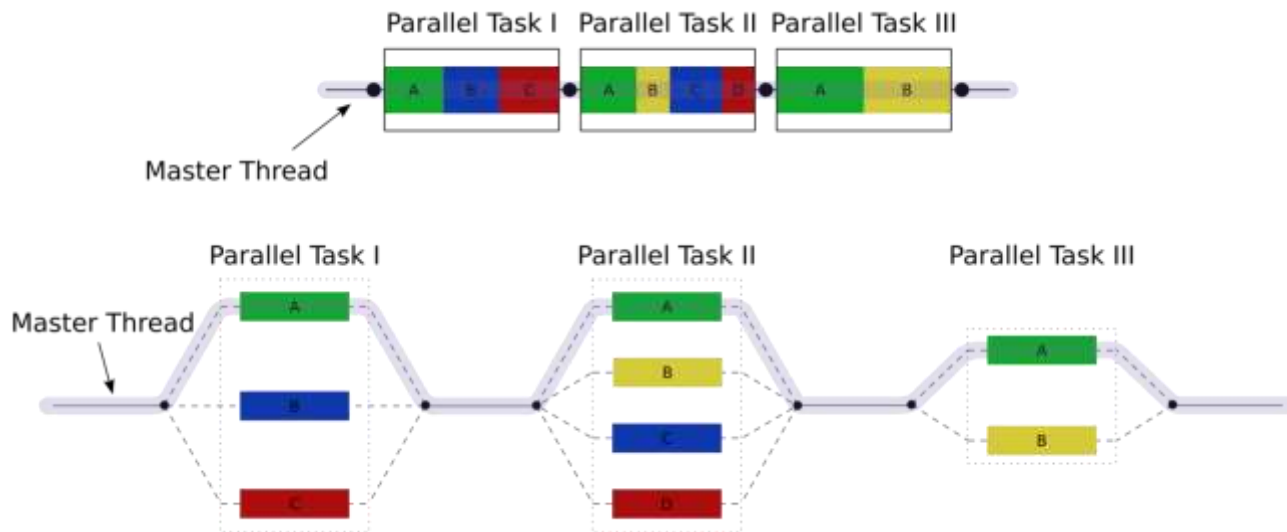 Parallel Task I Parallel Task II Parallel Task III
A B C A B C D A B
Master Thread
Parallel Task I Parallel Task II Parallel Task III
A A
Master Thread
B A
B C B
C D